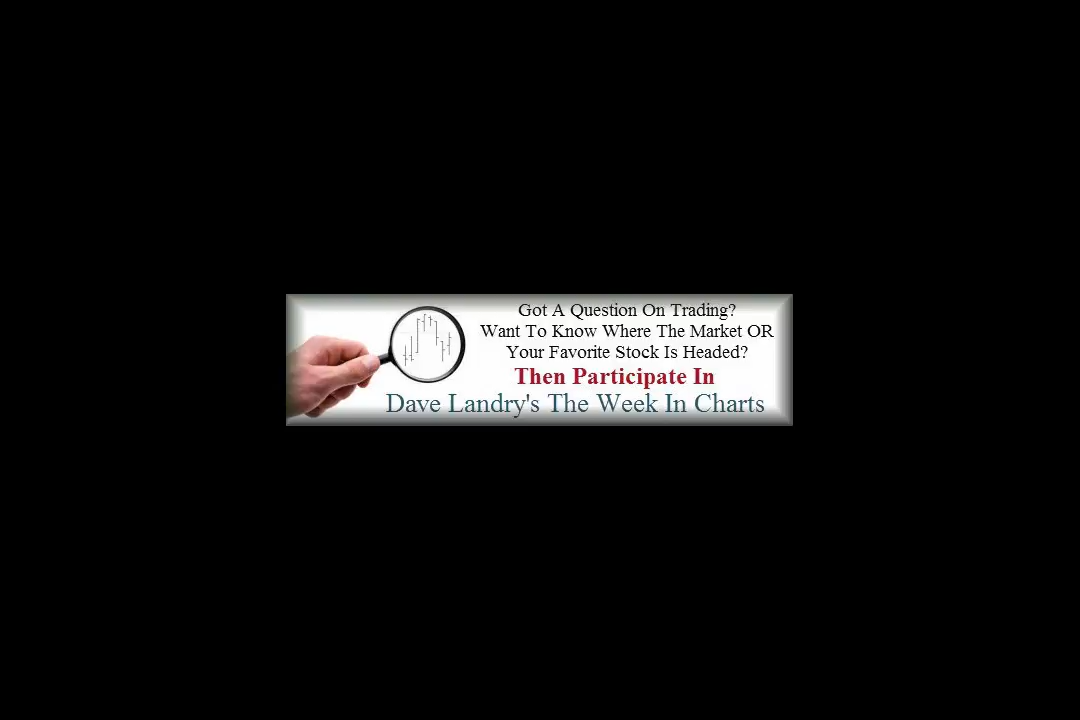 Got A Question On Trading?
Want To Know Where The Market OR
Your Favorite Stock Is Headed?
Then Participate In
Dave Landry's The Week In Charts